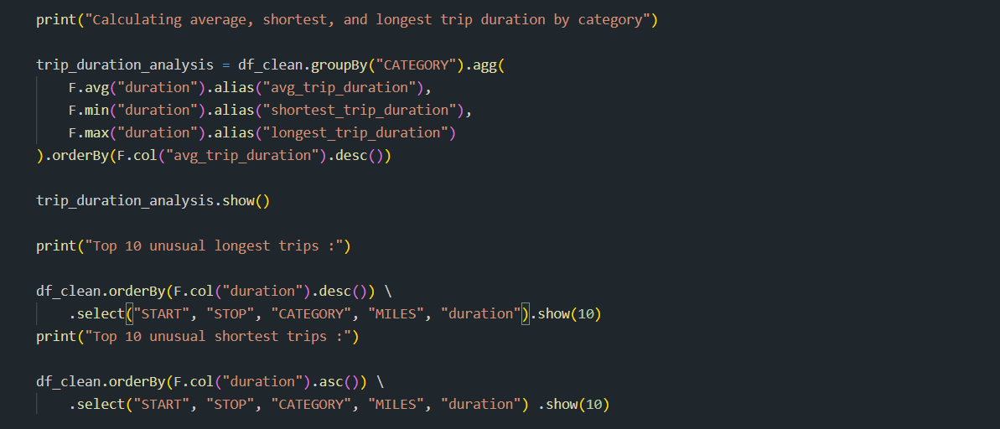 print("Calculating average, shortest, and longest trip duration by category")
trip_duration_analysis = df_clean.groupBy("CATEGORY").agg(
    F.avg("duration").alias("avg_trip_duration"),
    F.min("duration").alias("shortest_trip_duration"),
    F.max("duration").alias("longest_trip_duration")
).orderBy(F.col("avg_trip_duration").desc())
trip_duration_analysis.show()
print("Top 10 unusual longest trips :")
df_clean.orderBy(F.col("duration").desc()) \
    .select("START", "STOP", "CATEGORY", "MILES", "duration").show(10)
print("Top 10 unusual shortest trips :")
df_clean.orderBy(F.col("duration").asc()) \
    .select("START", "STOP", "CATEGORY", "MILES", "duration") .show(10)